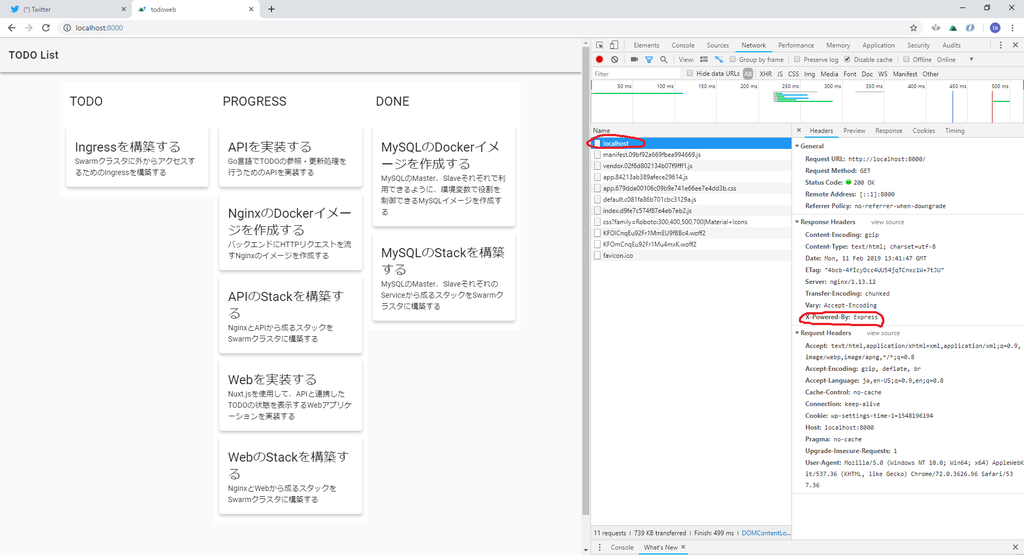 (*) Twitter
todoweb
localhost:8000
TODO List
TODO
Ingressを構築する
Swarmクラスタに外からアクセスす
るためのIngressを構築する
PROGRESS
APIを実装する
Go言語でTODOの参照・更新処理を
行うためのAPIを実装する
NginxのDockerイメー
ジを作成する
バックエンドにHTTPリクエストを流
すNginxのイメージを作成する
APIのStackを構築す
る
NginxとAPIから成るスタックを
Swarmクラスタに構築する
Webを実装する
Nuxt.jsを使用して、APIと連携した
TODOの状態を表示するWebアプリケ
ーションを実装する
WebのStackを構築す
る
NginxとWebから成るスタックを
Swarmクラスタに構築する
DONE
MySQLのDockerイメ
ージを作成する
MySQLのMaster、Slaveそれぞれで利
用できるように、環境変数で役割を
制御できるMySQLイメージを作成す
る
MySQLのStackを構築
する
MySQLのMaster、Slaveそれぞれの
Serviceから成るスタックをSwarmク
ラスタに構築する
Elements Console Sources Network Performance Memory Application Security Audits
View: Group by frame Preserve log Disable cache Offline Online
Filter Hide data URLs All XHR JS CSS Img Media Font Doc WS Manifest Other
50 ms 100 ms 150 ms 200 ms 250 ms 300 ms 350 ms 400 ms 450 ms 500 ms
Name
localhost
manifest.09bf92a669fbea994669.js
vendor.02f6d802134b07f9fff1.js
app.84213ab389afece29614.js
app.679dda00106c09b9e741e66ee7e4dd3b.css
default.c081fa86b701cbc3129a.js
index.d9fe7c574f87e4eb7eb2.js
css?family=Roboto:300,400,500,700|Material+Icons
KFOlCnqEu92Fr1MmEU9fBBc4.woff2
KFOmCnqEu92Fr1Mu4mxK.woff2
favicon.ico
11 requests | 739 KB transferred | Finish: 499 ms | DOMContentLo...
Headers Preview Response Cookies Timing
General
Request URL: http://localhost:8000/
Request Method: GET
Status Code: 200 OK
Remote Address: [::1]:8000
Referrer Policy: no-referrer-when-downgrade
Response Headers view source
Content-Encoding: gzip
Content-Type: text/html; charset=utf-8
Date: Mon, 11 Feb 2019 13:41:47 GMT
ETag: "4bcb-4fIcyDcc4UU54jqTCnxc1W+7tJU"
Server: nginx/1.13.12
Transfer-Encoding: chunked
Vary: Accept-Encoding
X-Powered-By: Express
Request Headers view source
Accept: text/html,application/xhtml+xml,application/xml;q=0.9,
image/webp,image/apng,*/*;q=0.8
Accept-Encoding: gzip, deflate, br
Accept-Language: ja,en-US;q=0.9,en;q=0.8
Cache-Control: no-cache
Connection: keep-alive
Cookie: wp-settings-time-1=1548196194
Host: localhost:8000
Pragma: no-cache
Upgrade-Insecure-Requests: 1
User-Agent: Mozilla/5.0 (Windows NT 10.0; Win64; x64) AppleWebK
it/537.36 (KHTML, like Gecko) Chrome/72.0.3626.96 Safari/53
7.36
Console What's New